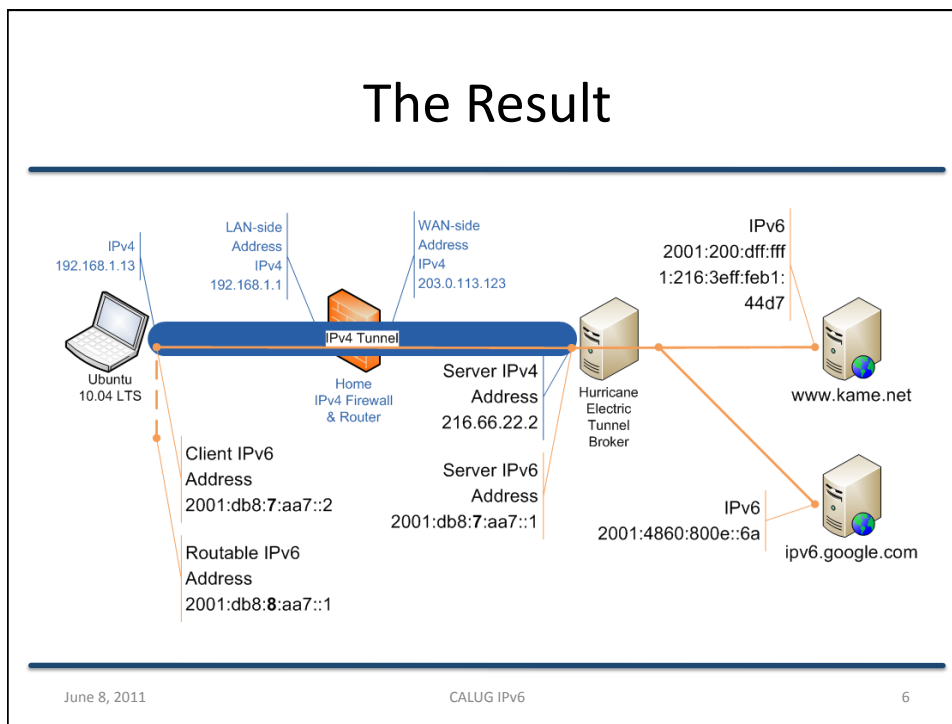 The Result
IPv4
192.168.1.13
LAN-side
Address
IPv4
192.168.1.1
WAN-side
Address
IPv4
203.0.113.123
IPv6
2001:200:dff:fff
1:216:3eff:feb1:
44d7
IPv4 Tunnel
Ubuntu
10.04 LTS
Home
IPv4 Firewall
& Router
Server IPv4
Address
216.66.22.2
Hurricane
Electric
Tunnel
Broker
www.kame.net
Client IPv6
Address
2001:db8:7:aa7::2
Server IPv6
Address
2001:db8:7:aa7::1
IPv6
2001:4860:800e::6a
ipv6.google.com
Routable IPv6
Address
2001:db8:8:aa7::1
June 8, 2011
CALUG IPv6
6